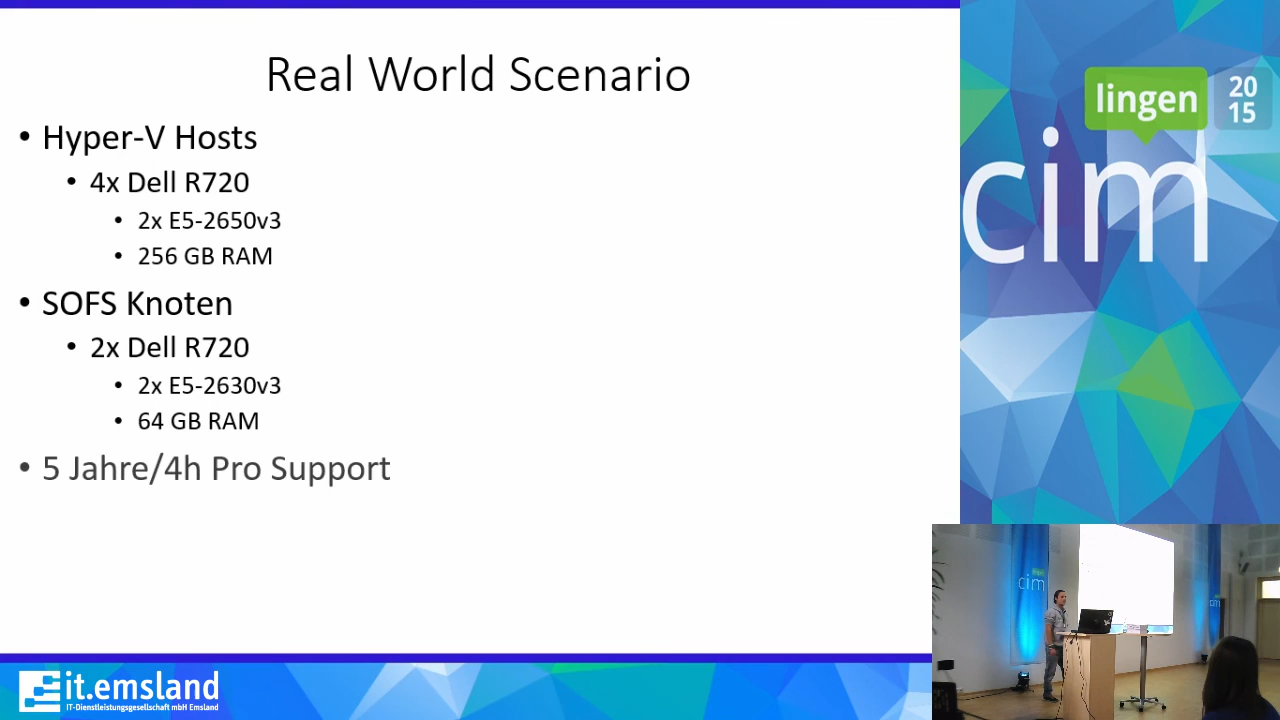 Real World Scenario
• Hyper-V Hosts
• 4x Dell R720
• 2x E5-2650v3
• 256 GB RAM
• SOFS Knoten
• 2x Dell R720
• 2x E5-2630v3
• 64 GB RAM
• 5 Jahre/4h Pro Support
it.emsland
IT-Dienstleistungsgesellschaft mbH Emsland
lingen
20
15
cim
cim
cim